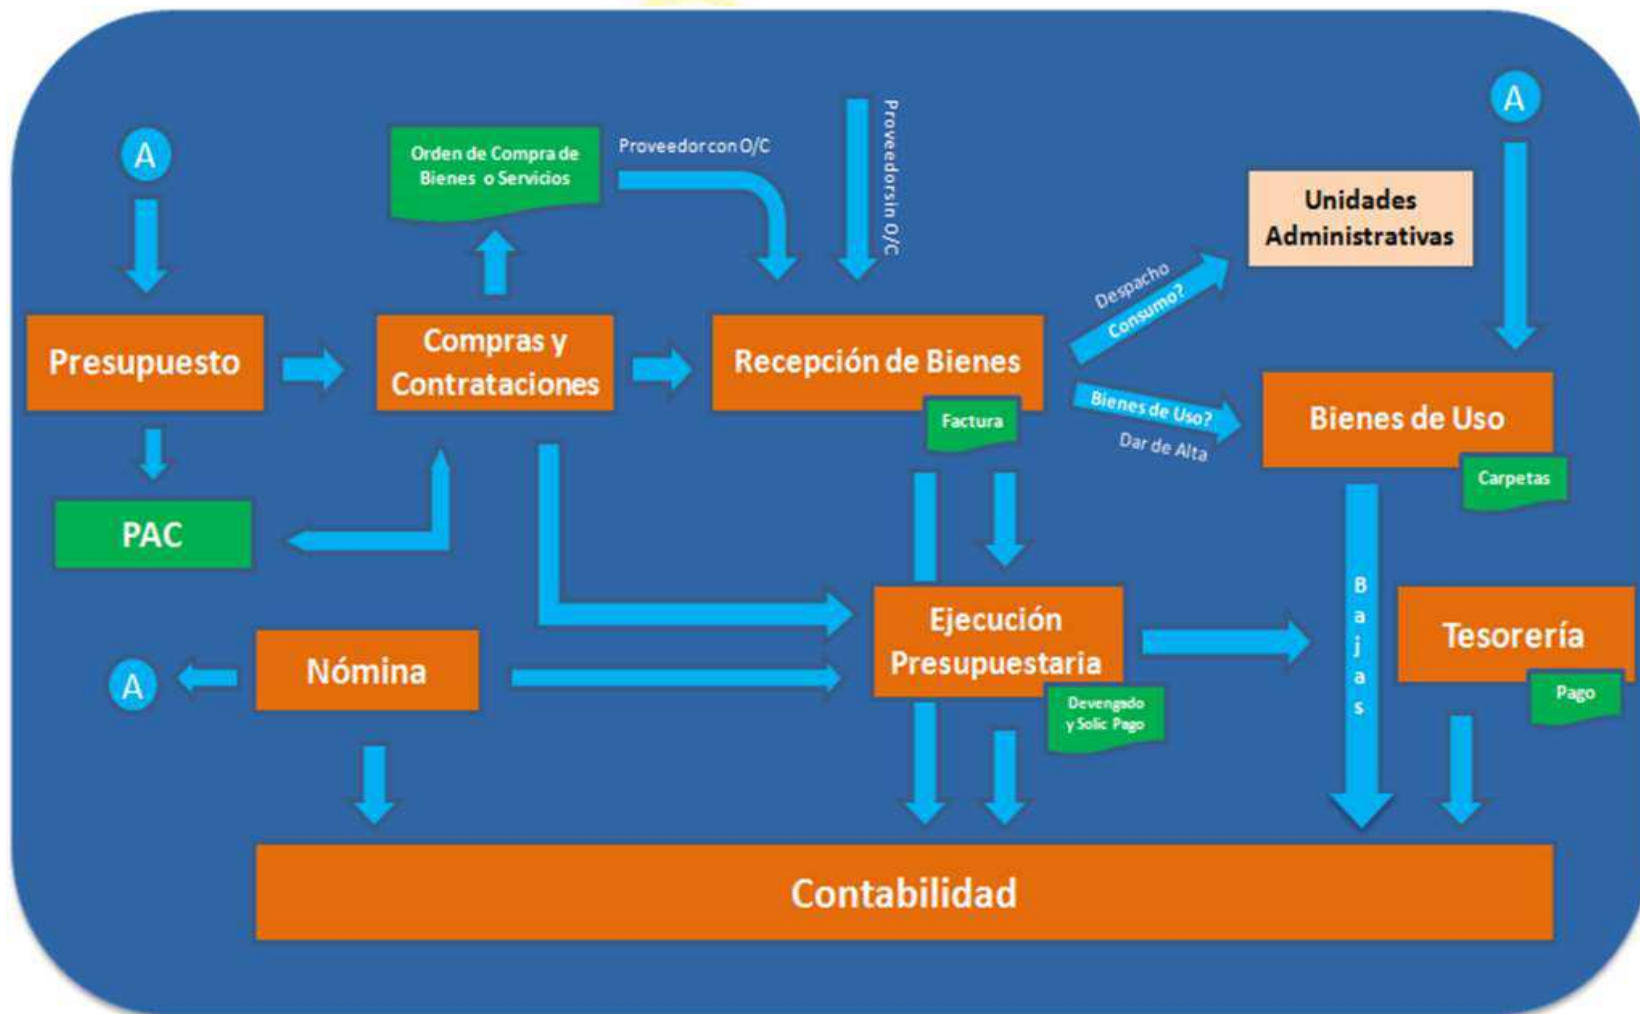 A
A
Orden de Compra de
Bienes o Servicios
Proveedor con O/C
Proveedor sin O/C
Unidades
Administrativas
Despacho
Consumo?
Presupuesto
Compras y
Contrataciones
Recepción de Bienes
Factura
Bienes de Uso?
Dar de Alta
Bienes de Uso
Carpetas
PAC
Bajas
Ejecución
Presupuestaria
Devengado
y Solic Pago
Tesorería
Pago
A
Nómina
Contabilidad